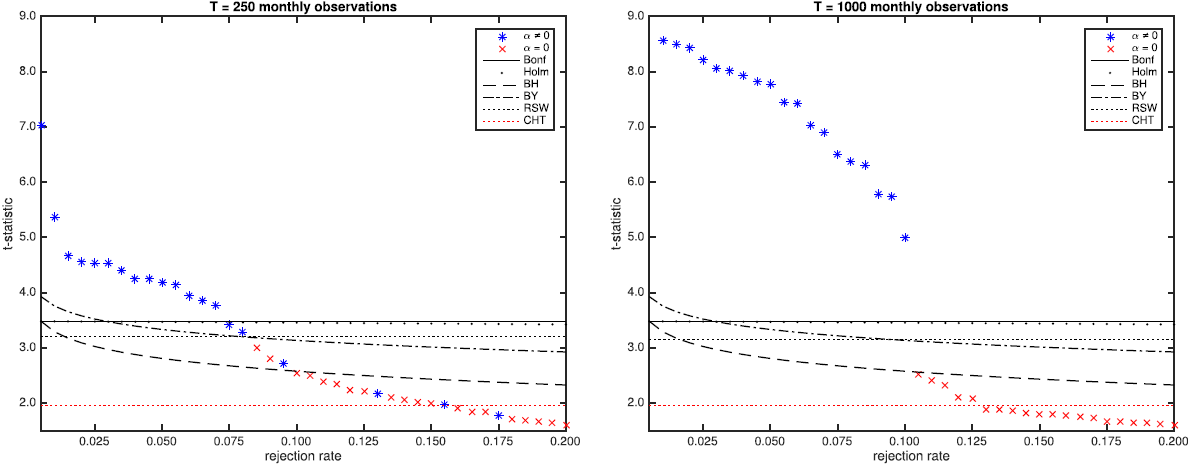 T = 250 monthly observations
9.0
8.0
7.0
6.0
5.0
4.0
3.0
2.0
t-statistic
α ≠ 0
α = 0
Bonf
Holm
BH
BY
RSW
CHT
0.025 0.050 0.075 0.100 0.125 0.150 0.175 0.200
rejection rate
T = 1000 monthly observations
9.0
8.0
7.0
6.0
5.0
4.0
3.0
2.0
t-statistic
α ≠ 0
α = 0
Bonf
Holm
BH
BY
RSW
CHT
0.025 0.050 0.075 0.100 0.125 0.150 0.175 0.200
rejection rate